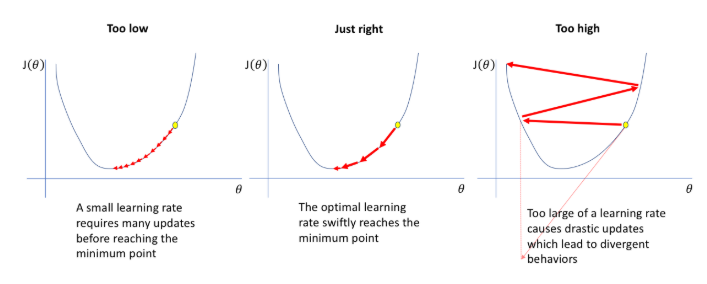 Too low
J(θ)
θ
A small learning rate
requires many updates
before reaching the
minimum point
Just right
J(θ)
θ
The optimal learning
rate swiftly reaches the
minimum point
Too high
J(θ)
θ
Too large of a learning rate
causes drastic updates
which lead to divergent
behaviors